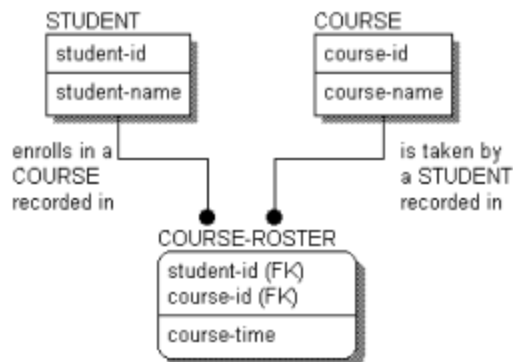 STUDENT
student-id
student-name
COURSE
course-id
course-name
enrolls in a
COURSE
recorded in
is taken by
a STUDENT
recorded in
COURSE-ROSTER
student-id (FK)
course-id (FK)
course-time